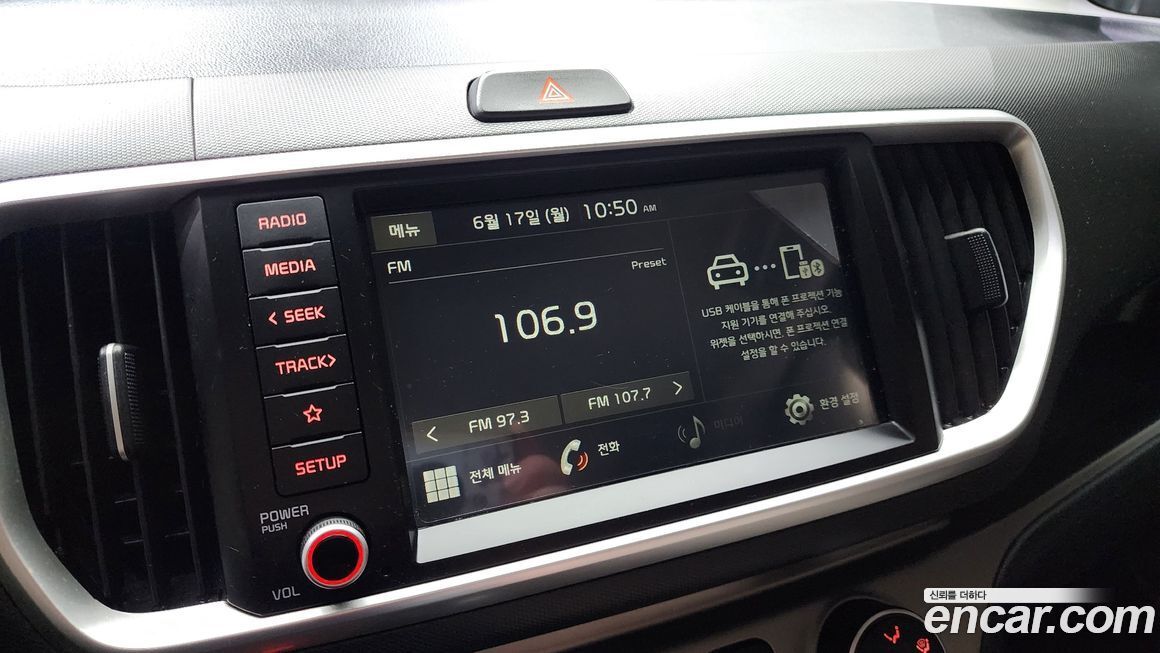 RADIO
MEDIA
< SEEK
TRACK>
SETUP
POWER
PUSH
VOL
메뉴
6월 17일 (월) 10:50 AM
FM
Preset
106.9
< FM 97.3
FM 107.7 >
USB 케이블을 통해 폰 프로젝션 기능
지원 기기를 연결해 주십시오.
위젯을 선택하시면, 폰 프로젝션 연결
설정을 할 수 있습니다.
전체 메뉴
전화
미디어
환경 설정
신뢰를 더하다
encar.com